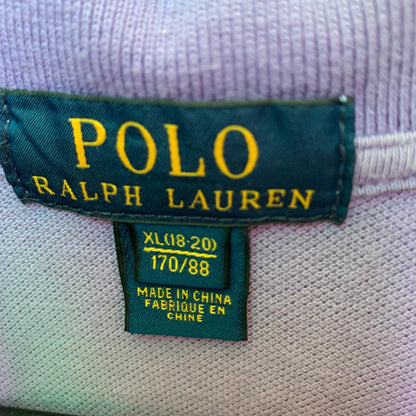 POLO
RALPH LAUREN
XL(18-20)
170/88
MADE IN CHINA
FABRIQUE EN
CHINE